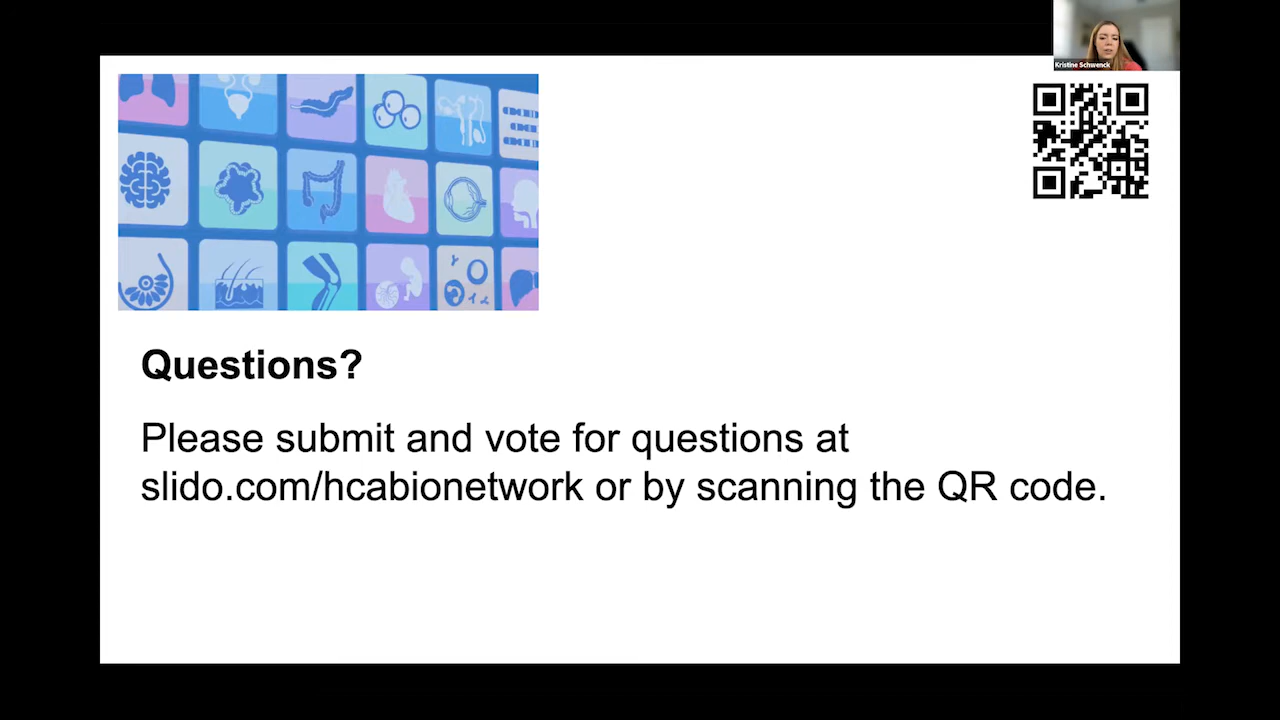 Kristine Schwenck
Questions?
Please submit and vote for questions at
slido.com/hcabionetwork or by scanning the QR code.